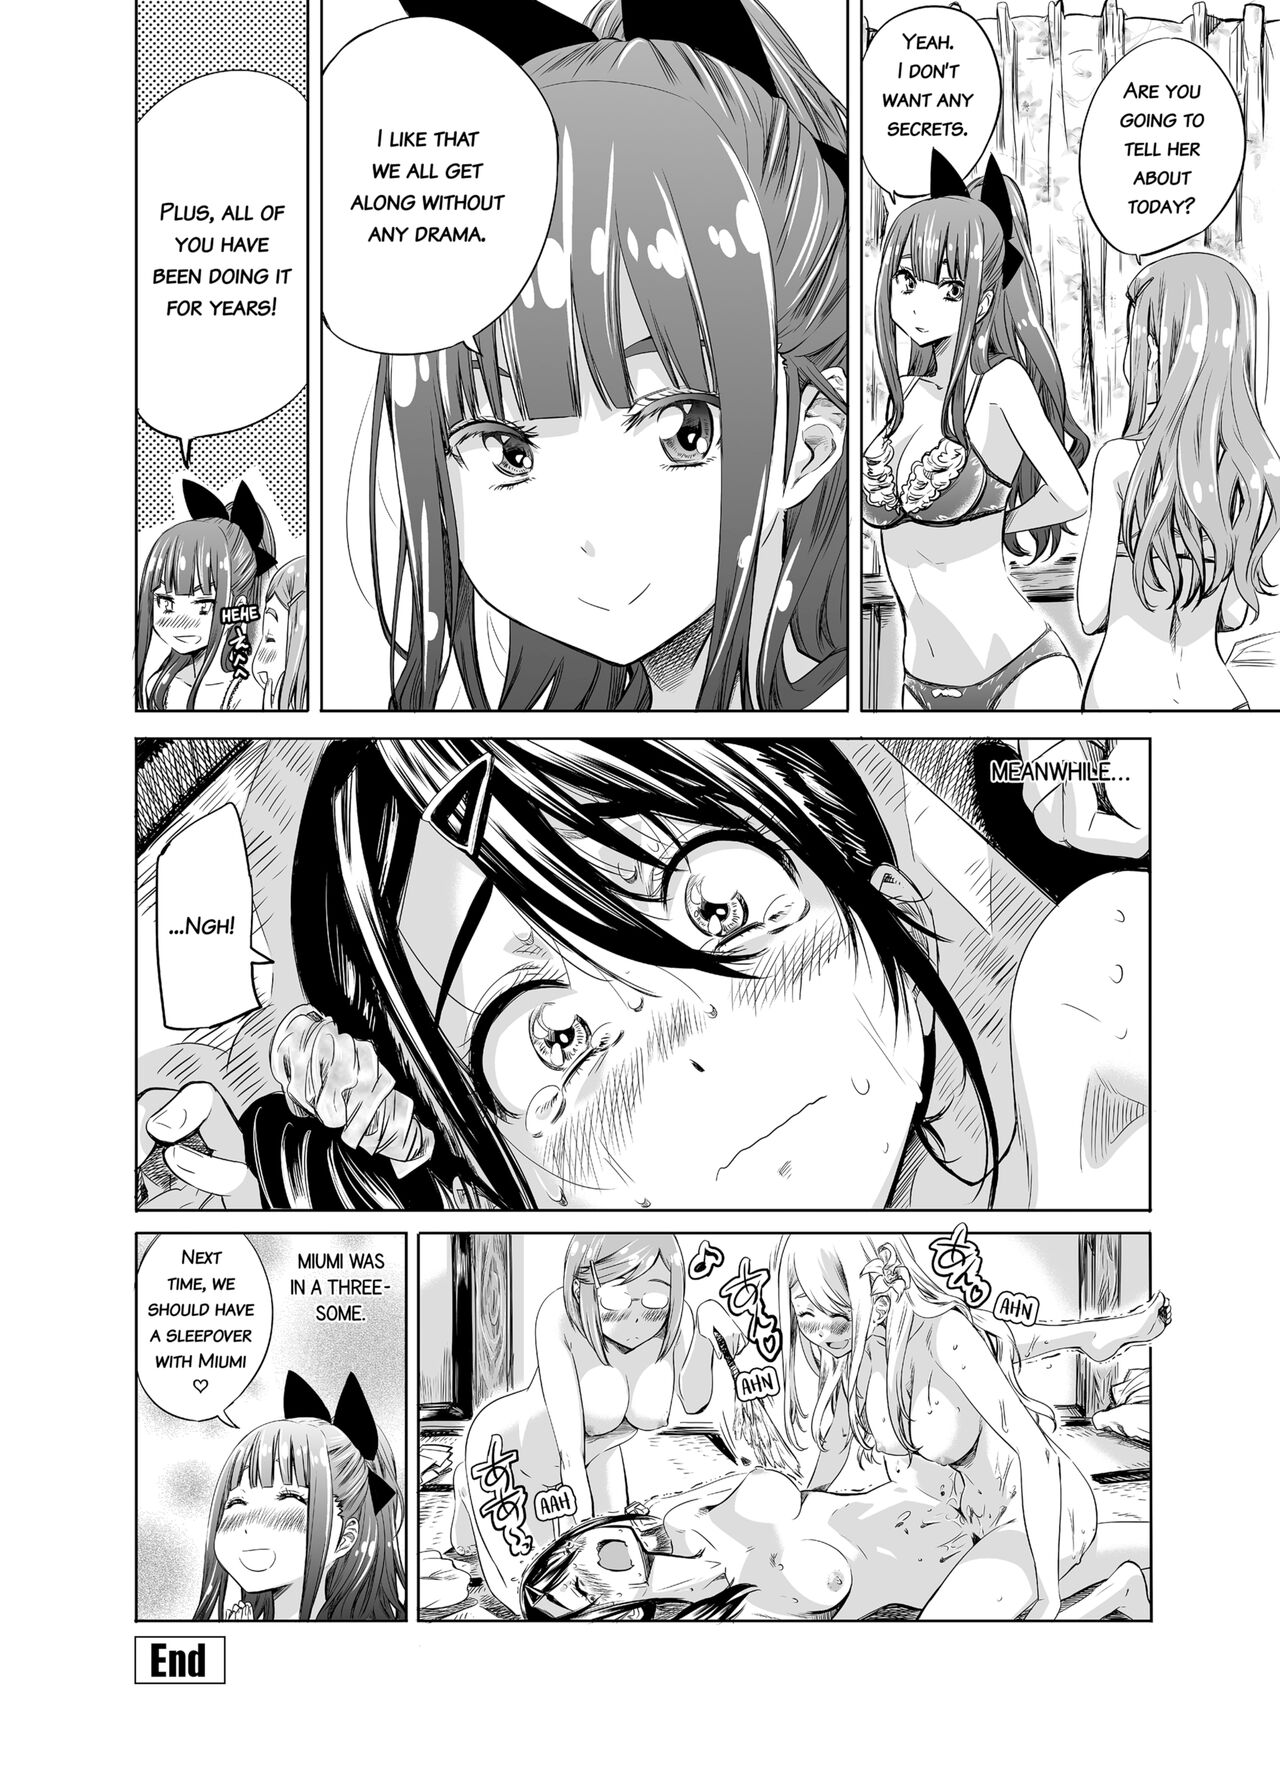 ARE YOU
GOING TO
TELL HER
ABOUT
TODAY?
YEAH.
I DON'T
WANT ANY
SECRETS.
I LIKE THAT
WE ALL GET
ALONG WITHOUT
ANY DRAMA.
PLUS, ALL OF
YOU HAVE
BEEN DOING IT
FOR YEARS!
HEHE
MEANWHILE...
...NGH!
AHN
AHN
AAH
MIUMI WAS
IN A THREE-
SOME.
NEXT
TIME, WE
SHOULD HAVE
A SLEEPOVER
WITH MIUMI
♡
End